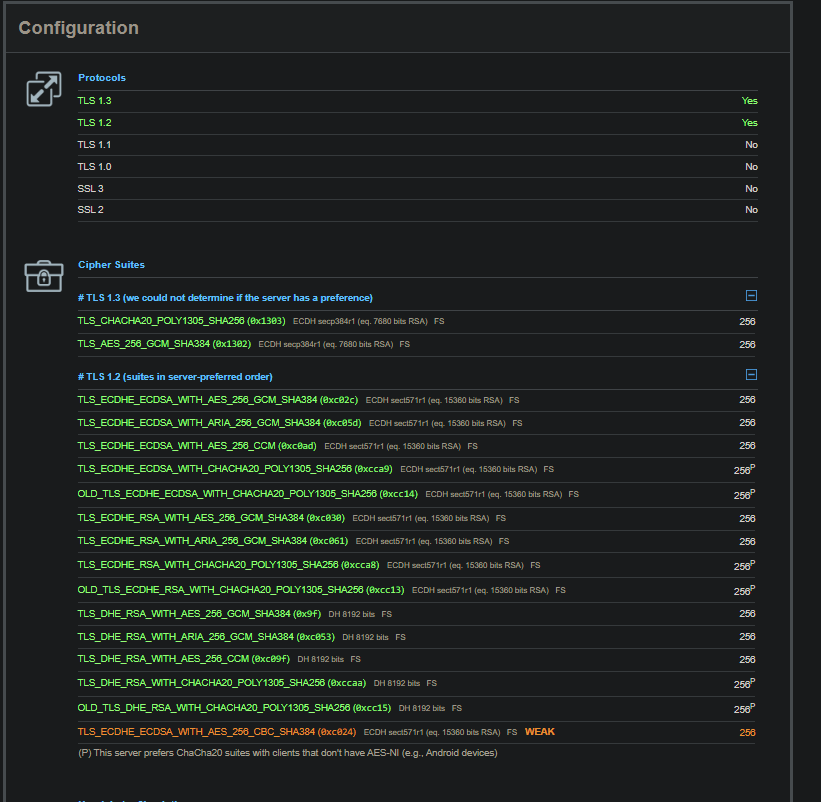 Configuration
Protocols
TLS 1.3 Yes
TLS 1.2 Yes
TLS 1.1 No
TLS 1.0 No
SSL 3 No
SSL 2 No
Cipher Suites
# TLS 1.3 (we could not determine if the server has a preference)
TLS_CHACHA20_POLY1305_SHA256 (0x1303) ECDH secp384r1 (eq. 7680 bits RSA) FS 256
TLS_AES_256_GCM_SHA384 (0x1302) ECDH secp384r1 (eq. 7680 bits RSA) FS 256
# TLS 1.2 (suites in server-preferred order)
TLS_ECDHE_ECDSA_WITH_AES_256_GCM_SHA384 (0xc02c) ECDH sect571r1 (eq. 15360 bits RSA) FS 256
TLS_ECDHE_ECDSA_WITH_ARIA_256_GCM_SHA384 (0xc05d) ECDH sect571r1 (eq. 15360 bits RSA) FS 256
TLS_ECDHE_ECDSA_WITH_AES_256_CCM (0xc0ad) ECDH sect571r1 (eq. 15360 bits RSA) FS 256
TLS_ECDHE_ECDSA_WITH_CHACHA20_POLY1305_SHA256 (0xcca9) ECDH sect571r1 (eq. 15360 bits RSA) FS 256P
OLD_TLS_ECDHE_ECDSA_WITH_CHACHA20_POLY1305_SHA256 (0xcc14) ECDH sect571r1 (eq. 15360 bits RSA) FS 256P
TLS_ECDHE_RSA_WITH_AES_256_GCM_SHA384 (0xc030) ECDH sect571r1 (eq. 15360 bits RSA) FS 256
TLS_ECDHE_RSA_WITH_ARIA_256_GCM_SHA384 (0xc061) ECDH sect571r1 (eq. 15360 bits RSA) FS 256
TLS_ECDHE_RSA_WITH_CHACHA20_POLY1305_SHA256 (0xcca8) ECDH sect571r1 (eq. 15360 bits RSA) FS 256P
OLD_TLS_ECDHE_RSA_WITH_CHACHA20_POLY1305_SHA256 (0xcc13) ECDH sect571r1 (eq. 15360 bits RSA) FS 256P
TLS_DHE_RSA_WITH_AES_256_GCM_SHA384 (0x9f) DH 8192 bits FS 256
TLS_DHE_RSA_WITH_ARIA_256_GCM_SHA384 (0xc053) DH 8192 bits FS 256
TLS_DHE_RSA_WITH_AES_256_CCM (0xc09f) DH 8192 bits FS 256
TLS_DHE_RSA_WITH_CHACHA20_POLY1305_SHA256 (0xccaa) DH 8192 bits FS 256P
OLD_TLS_DHE_RSA_WITH_CHACHA20_POLY1305_SHA256 (0xcc15) DH 8192 bits FS 256P
TLS_ECDHE_ECDSA_WITH_AES_256_CBC_SHA384 (0xc024) ECDH sect571r1 (eq. 15360 bits RSA) FS WEAK 256
(P) This server prefers ChaCha20 suites with clients that don't have AES-NI (e.g., Android devices)